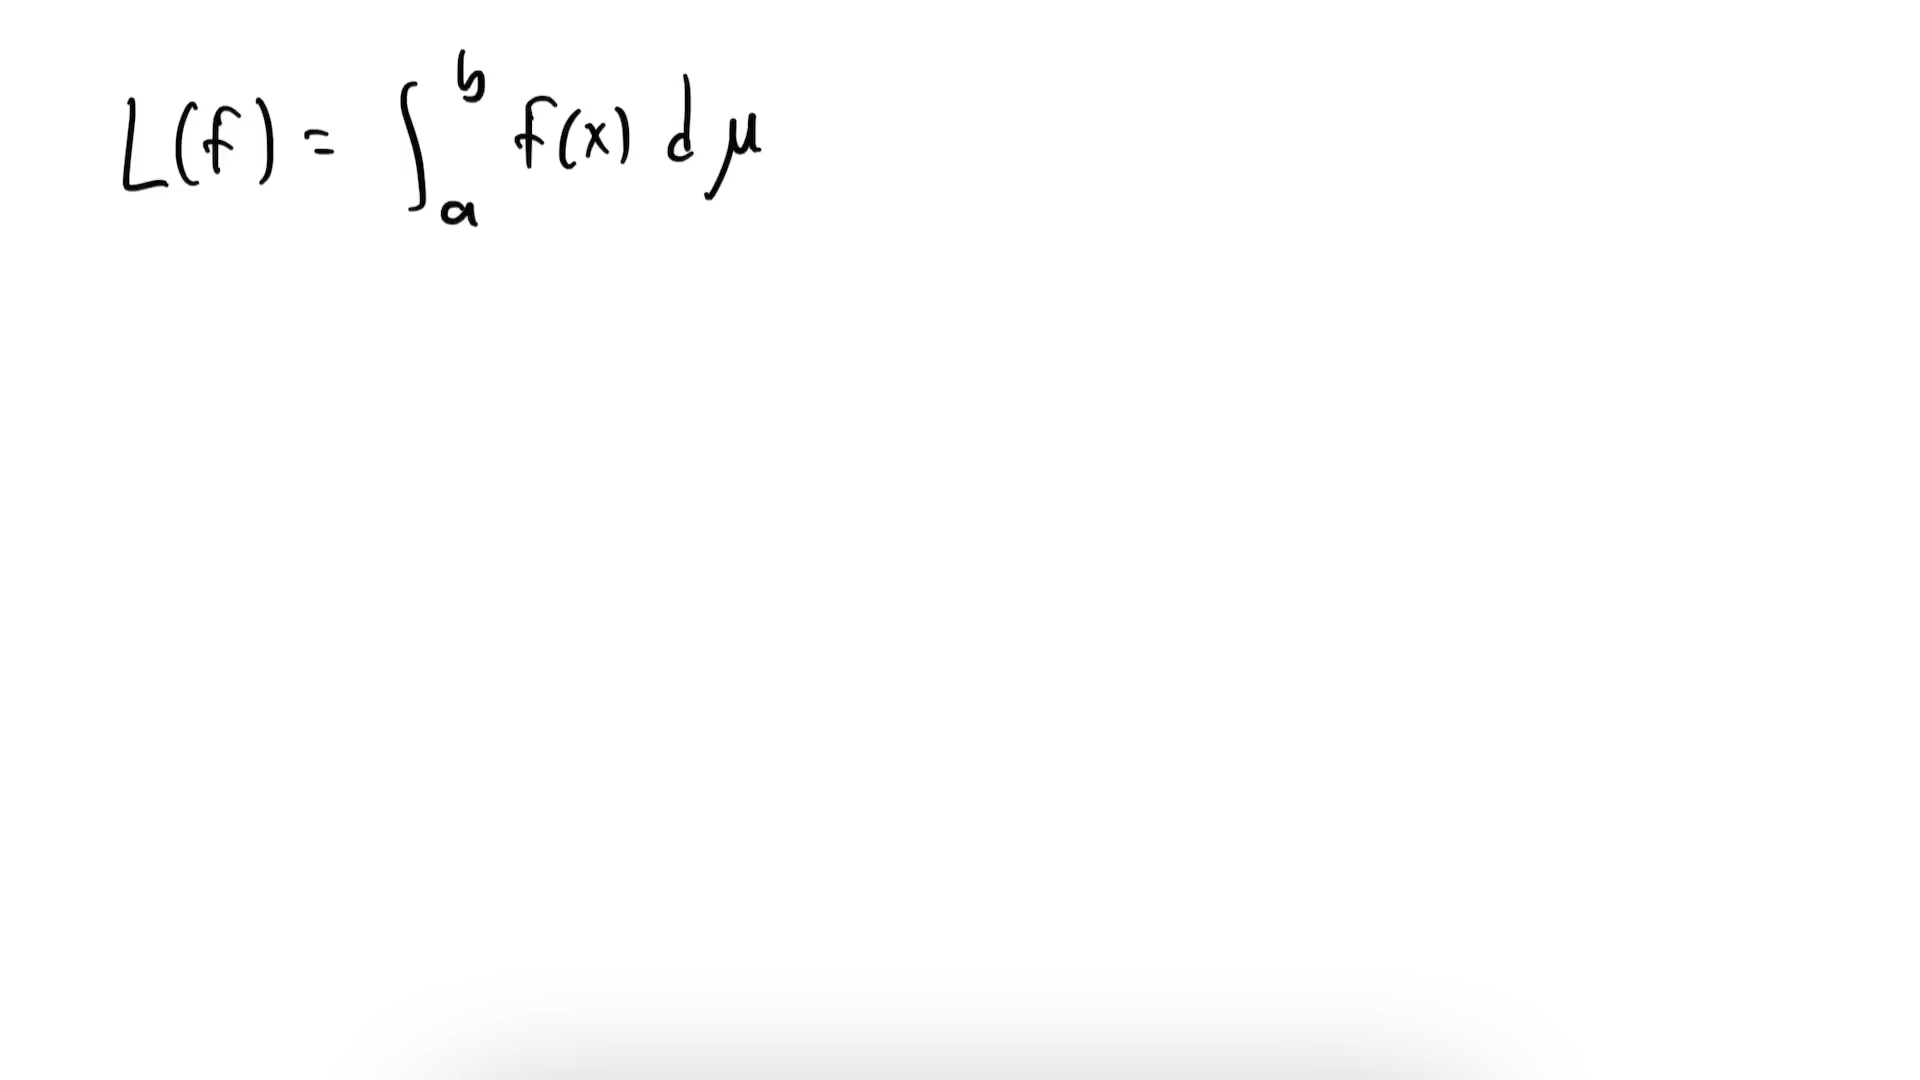 L(f) = ∫_a^b f(x) dμ